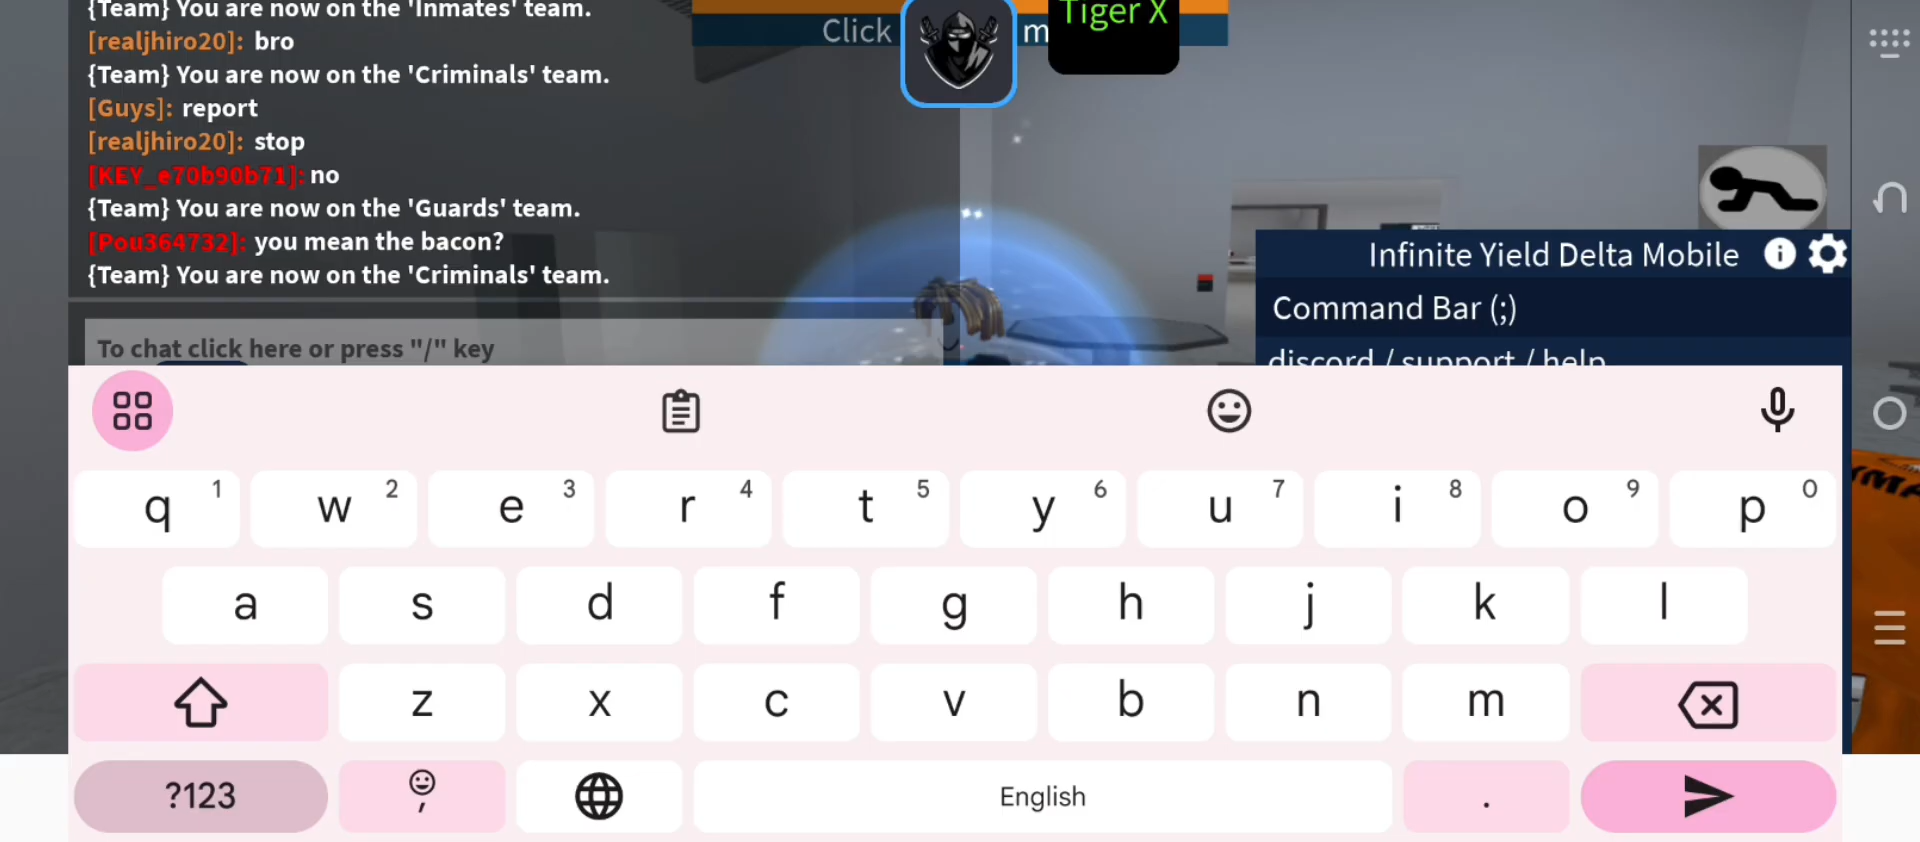 {Team} You are now on the 'Inmates' team.
[realjhiro20]: bro
{Team} You are now on the 'Criminals' team.
[Guys]: report
[realjhiro20]: stop
[KEY_e70b90b71]: no
{Team} You are now on the 'Guards' team.
[Pou364732]: you mean the bacon?
{Team} You are now on the 'Criminals' team.
To chat click here or press "/" key
Click m
Tiger X
Infinite Yield Delta Mobile
Command Bar (;)
discord / support / help
q 1 w 2 e 3 r 4 t 5 y 6 u 7 i 8 o 9 p 0
a s d f g h j k l
z x c v b n m
?123 , English .